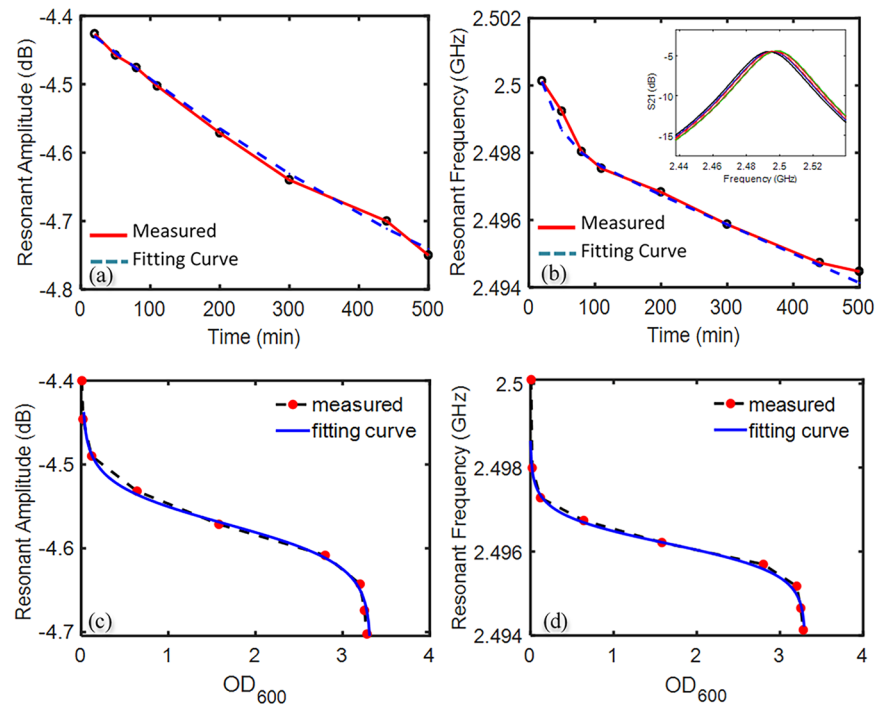 -4.4
-4.5
-4.6
-4.7
-4.8
Resonant Amplitude (dB)
Measured
Fitting Curve
(a)
0 100 200 300 400 500
Time (min)
2.502
2.5
2.498
2.496
2.494
Resonant Frequency (GHz)
-5
-10
-15
S21 (dB)
2.44 2.46 2.48 2.5 2.52
Frequency (GHz)
Measured
Fitting Curve
(b)
0 100 200 300 400 500
Time (min)
-4.4
-4.5
-4.6
-4.7
Resonant Amplitude (dB)
measured
fitting curve
(c)
0 1 2 3 4
OD600
2.5
2.498
2.496
2.494
Resonant Frequency (GHz)
measured
fitting curve
(d)
0 1 2 3 4
OD600